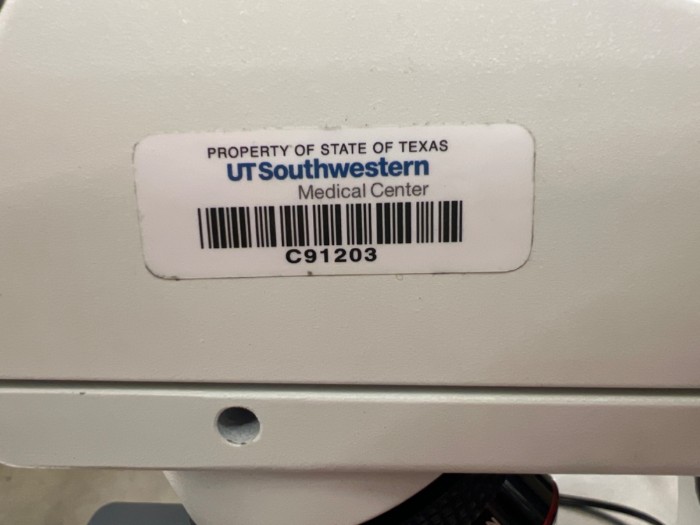 PROPERTY OF STATE OF TEXAS
UTSouthwestern
Medical Center
C91203